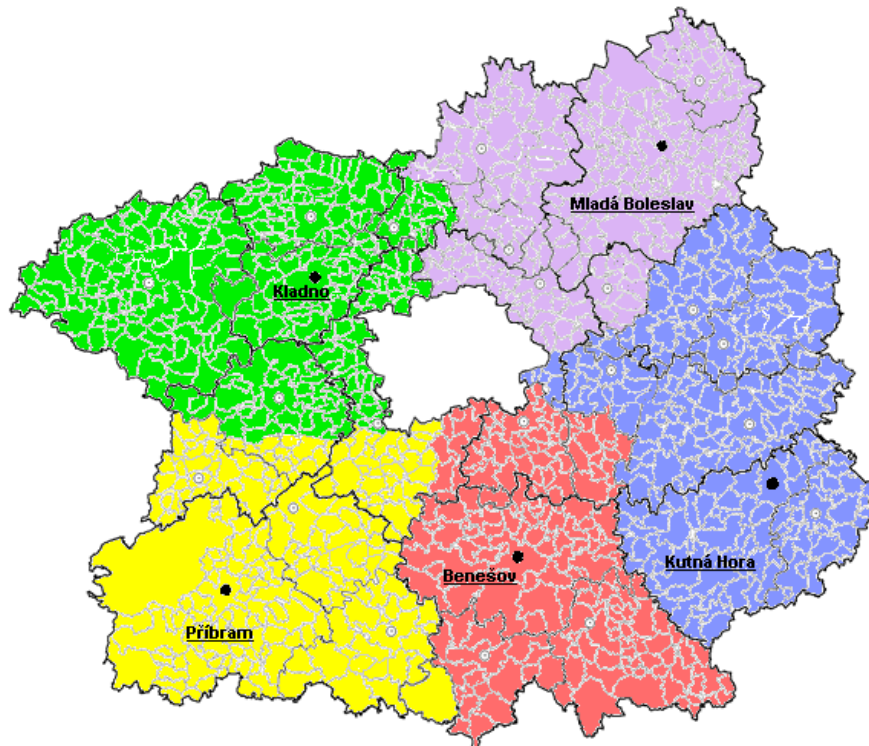 Mladá Boleslav
Kladno
Kutná Hora
Benešov
Příbram